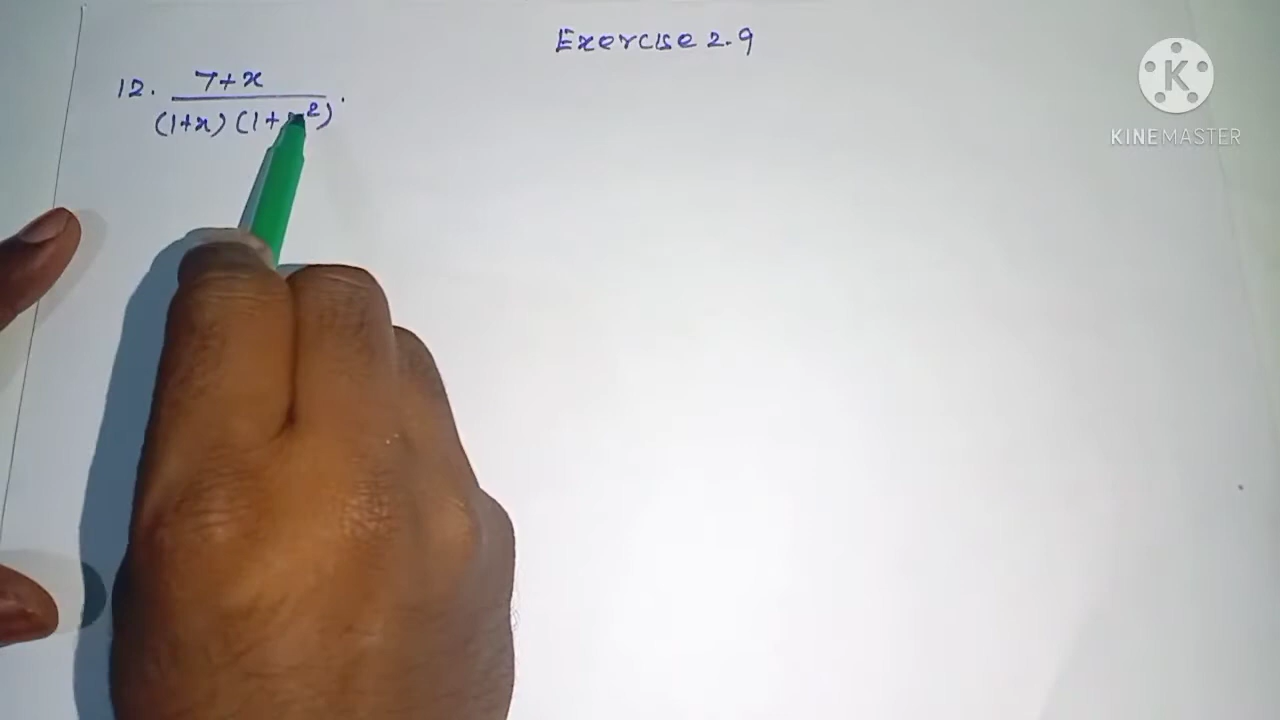 Exercise 2.9
12. 7+x
(1+x) (1+x²).
K
KINEMASTER